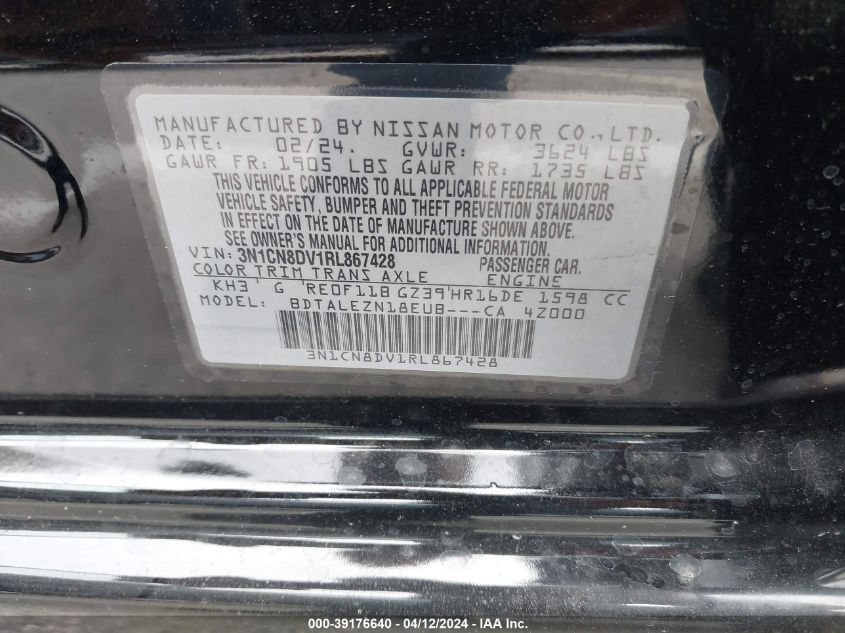 MANUFACTURED BY NISSAN MOTOR CO., LTD.
DATE: 02/24. GVWR: 3624 LBS
GAWR FR: 1905 LBS GAWR RR: 1735 LBS
THIS VEHICLE CONFORMS TO ALL APPLICABLE FEDERAL MOTOR
VEHICLE SAFETY, BUMPER AND THEFT PREVENTION STANDARDS
IN EFFECT ON THE DATE OF MANUFACTURE SHOWN ABOVE.
SEE OWNER'S MANUAL FOR ADDITIONAL INFORMATION.
VIN: 3N1CN8DV1RL867428 PASSENGER CAR.
COLOR TRIM TRANS AXLE ENGINE
KH3 G RE0F11B GZ39 HR16DE 1598 CC
MODEL: BDTALEZN18EUB---CA 4Z000
3N1CN8DV1RL867428
000-39176640 - 04/12/2024 - www.iaai.com